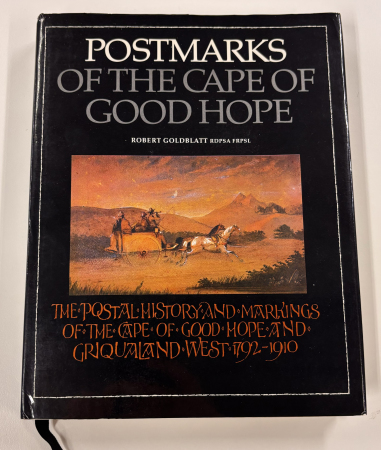 POSTMARKS
OF THE CAPE OF
GOOD HOPE
ROBERT GOLDBLATT RDPSA FRPSL
THE·POSTAL·HISTORY·AND·MARKINGS
OF·THE·CAPE·OF·GOOD·HOPE·AND·
GRIQUALAND·WEST·1792–1910